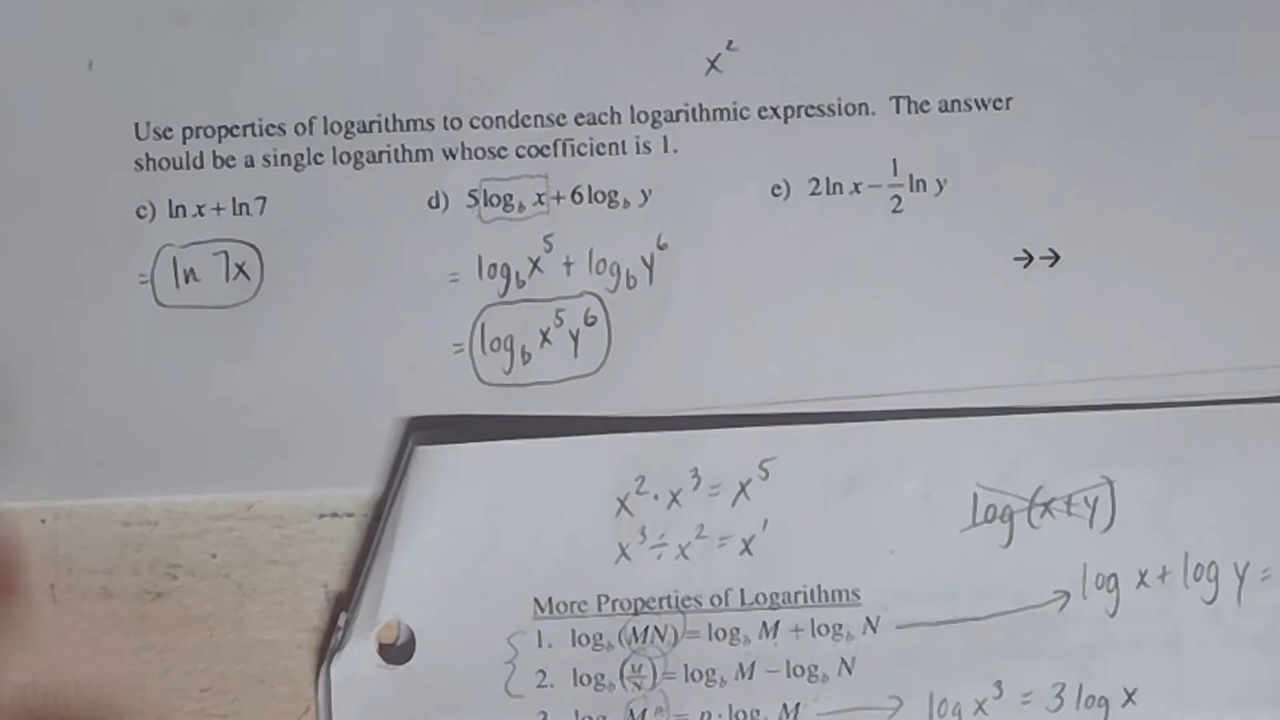 x²
Use properties of logarithms to condense each logarithmic expression. The answer
should be a single logarithm whose coefficient is 1.
c) ln x + ln 7
d) 5 log_b x + 6 log_b y
e) 2 ln x − 1/2 ln y
= ln 7x
= log_b x⁵ + log_b y⁶
→→
= log_b x⁵y⁶
x² · x³ = x⁵
x³ ÷ x² = x¹
log (x+y)
More Properties of Logarithms
log x + log y =
1. log_b (MN) = log_b M + log_b N
2. log_b (M/N) = log_b M − log_b N
log x³ = 3 log x